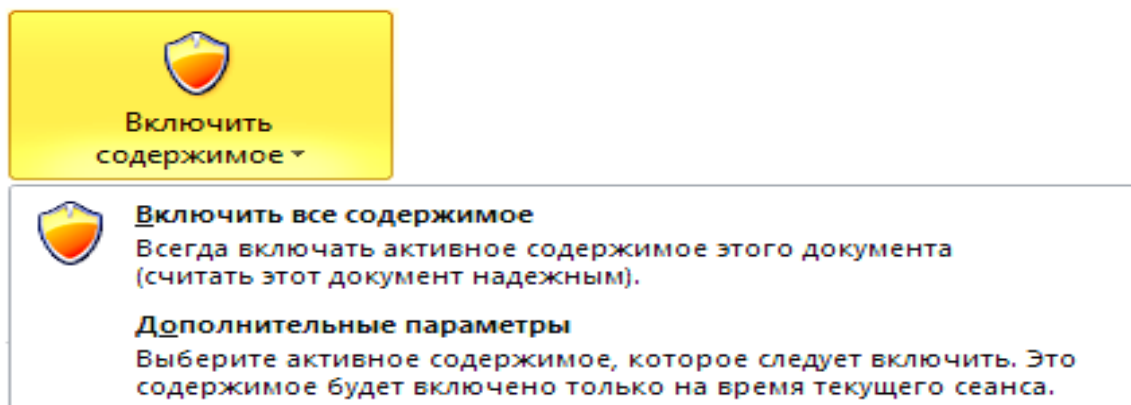 Включить
содержимое
Включить все содержимое
Всегда включать активное содержимое этого документа
(считать этот документ надежным).
Дополнительные параметры
Выберите активное содержимое, которое следует включить. Это
содержимое будет включено только на время текущего сеанса.